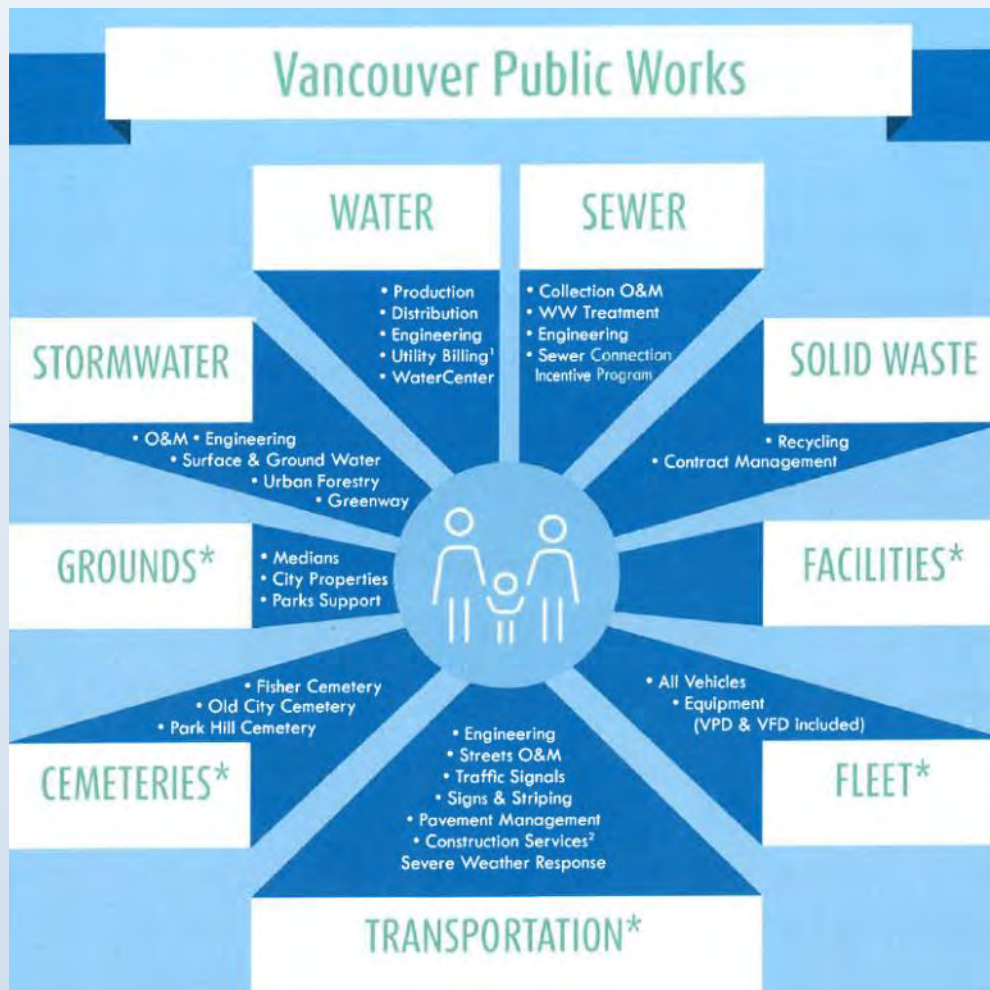 Vancouver Public Works
WATER
• Production
• Distribution
• Engineering
• Utility Billing¹
• WaterCenter
SEWER
• Collection O&M
• WW Treatment
• Engineering
• Sewer Connection
Incentive Program
STORMWATER
• O&M • Engineering
• Surface & Ground Water
• Urban Forestry
• Greenway
SOLID WASTE
• Recycling
• Contract Management
GROUNDS*
• Medians
• City Properties
• Parks Support
FACILITIES*
• Fisher Cemetery
• Old City Cemetery
• Park Hill Cemetery
CEMETERIES*
• All Vehicles
• Equipment
(VPD & VFD included)
FLEET*
• Engineering
• Streets O&M
• Traffic Signals
• Signs & Striping
• Pavement Management
• Construction Services²
Severe Weather Response
TRANSPORTATION*